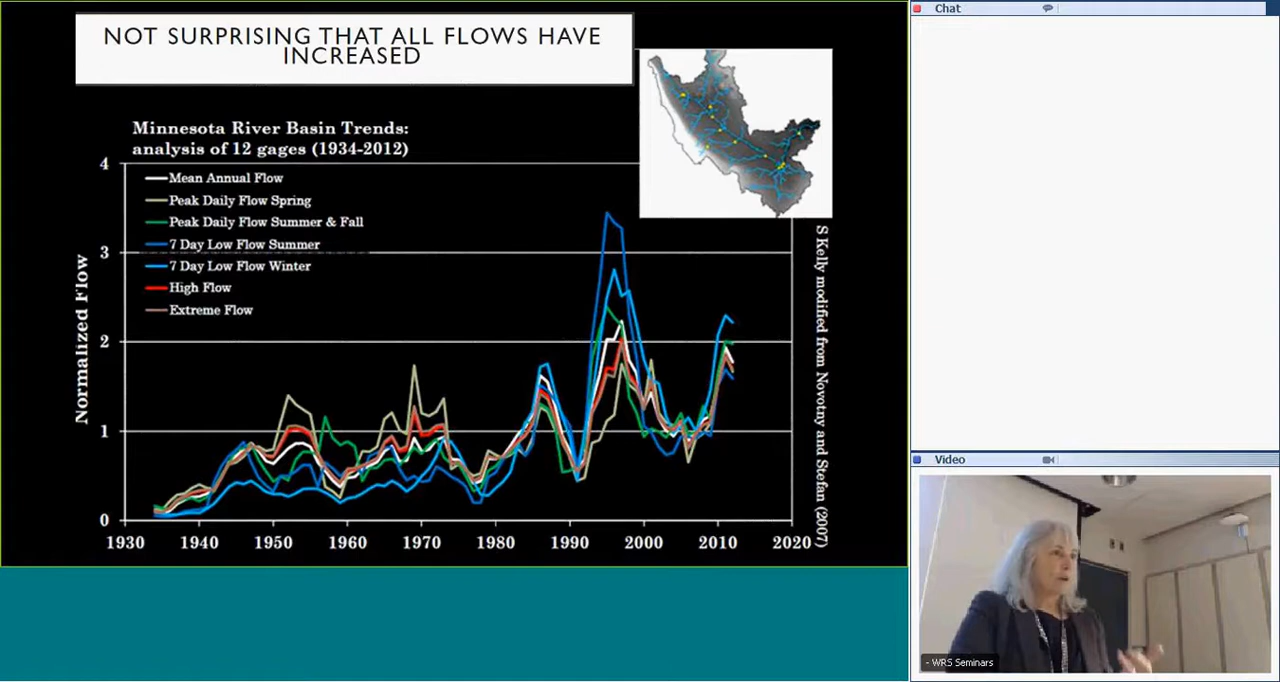 NOT SURPRISING THAT ALL FLOWS HAVE
INCREASED
Minnesota River Basin Trends:
analysis of 12 gages (1934-2012)
4
3
2
1
0
Normalized Flow
Mean Annual Flow
Peak Daily Flow Spring
Peak Daily Flow Summer & Fall
7 Day Low Flow Summer
7 Day Low Flow Winter
High Flow
Extreme Flow
1930 1940 1950 1960 1970 1980 1990 2000 2010 2020
S Kelly modified from Novotny and Stefan (2007)
Chat
Video
- WRS Seminars